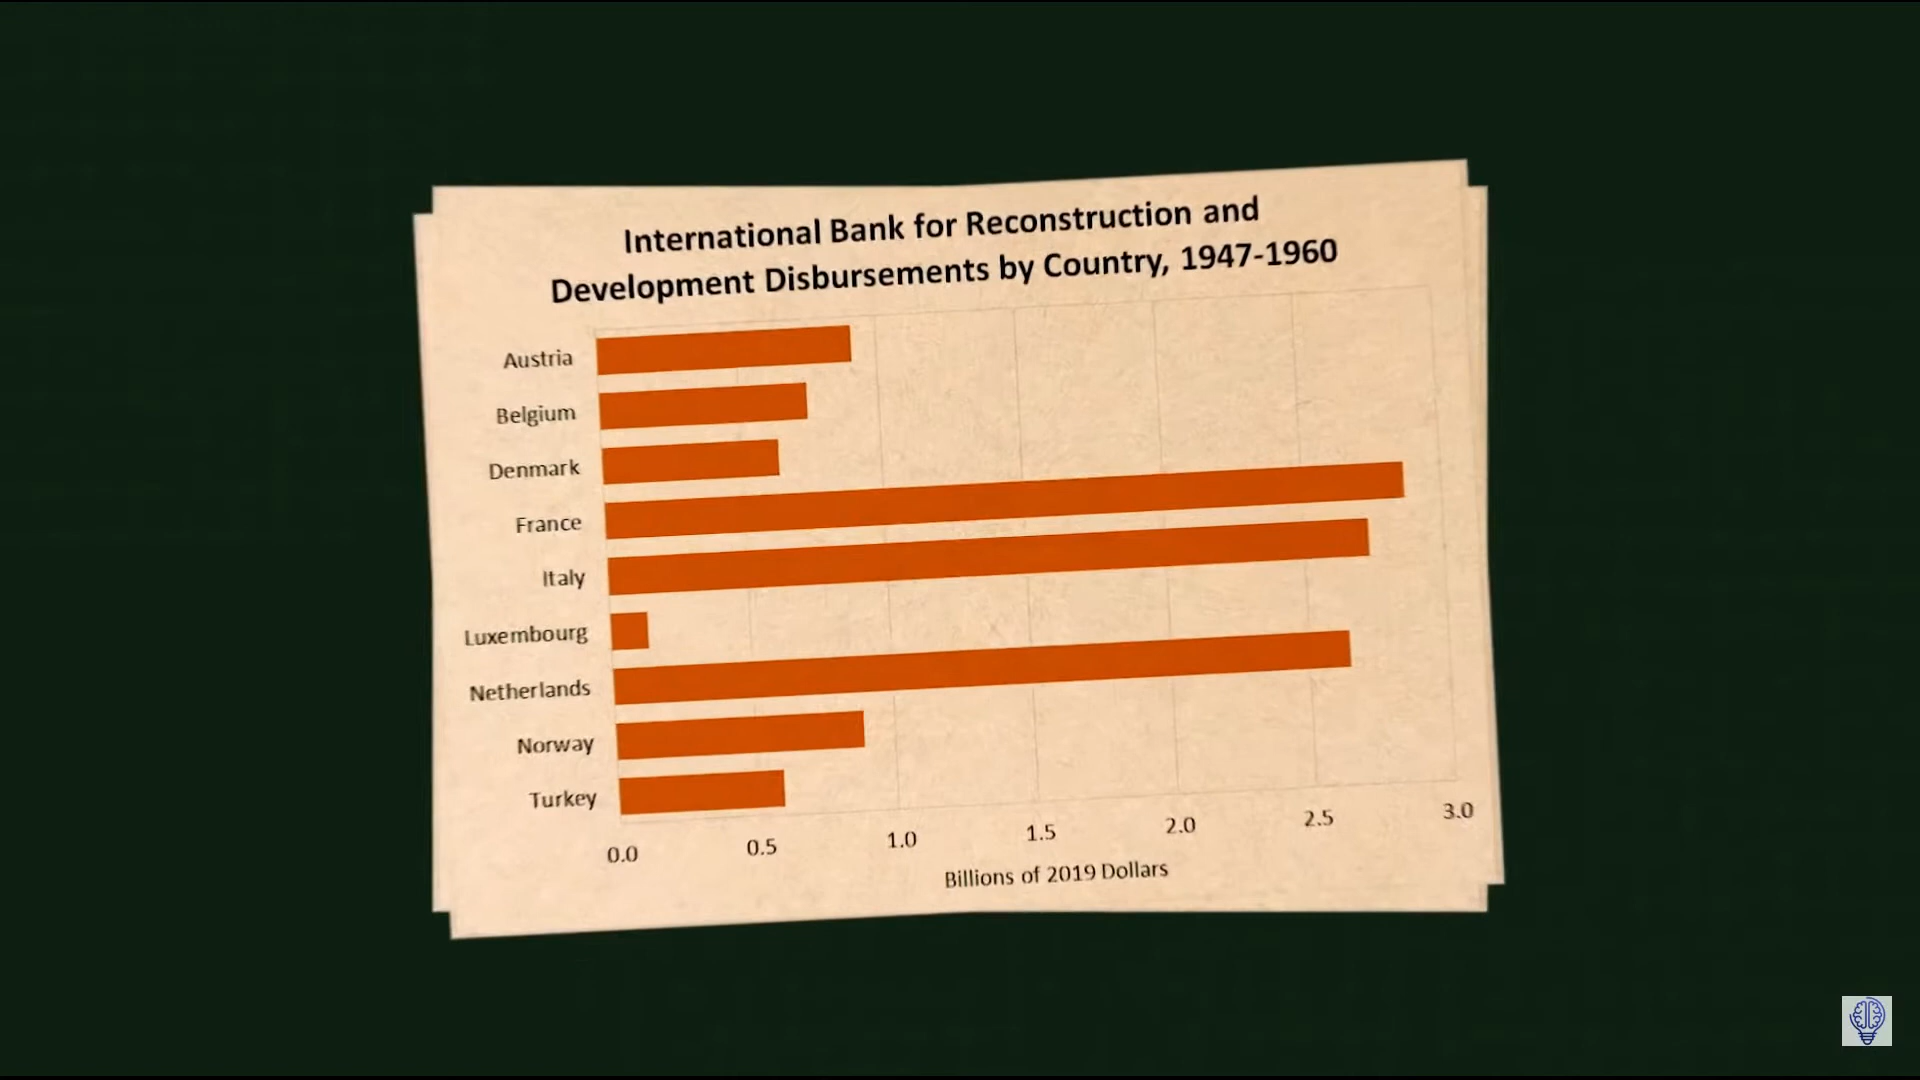 International Bank for Reconstruction and
Development Disbursements by Country, 1947-1960
Austria
Belgium
Denmark
France
Italy
Luxembourg
Netherlands
Norway
Turkey
0.0 0.5 1.0 1.5 2.0 2.5 3.0
Billions of 2019 Dollars